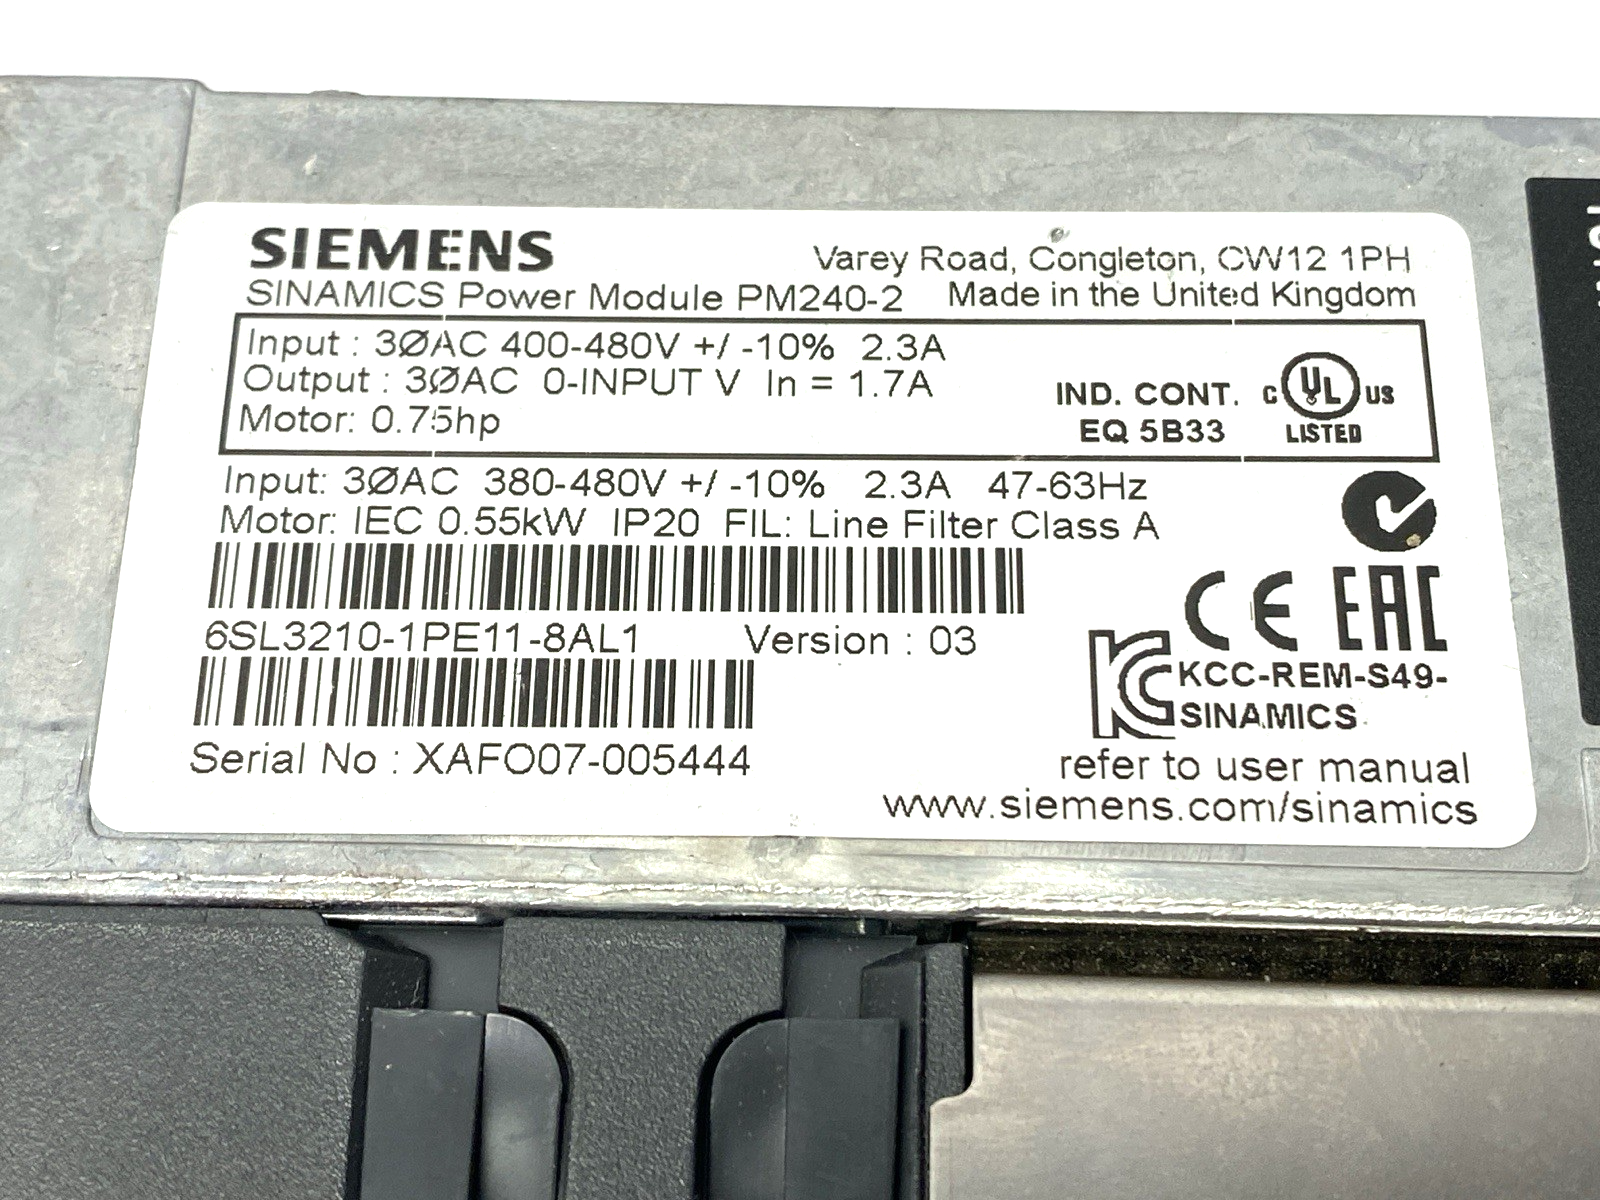 SIEMENS
Varey Road, Congleton, CW12 1PH
SINAMICS Power Module PM240-2 Made in the United Kingdom
Input : 3ØAC 400-480V +/ -10% 2.3A
Output : 3ØAC 0-INPUT V In = 1.7A
Motor: 0.75hp
IND. CONT.
EQ 5B33
C UL US
LISTED
Input: 3ØAC 380-480V +/ -10% 2.3A 47-63Hz
Motor: IEC 0.55kW IP20 FIL: Line Filter Class A
6SL3210-1PE11-8AL1 Version : 03
Serial No : XAFO07-005444
CE EAC
KC KCC-REM-S49-
SINAMICS
refer to user manual
www.siemens.com/sinamics